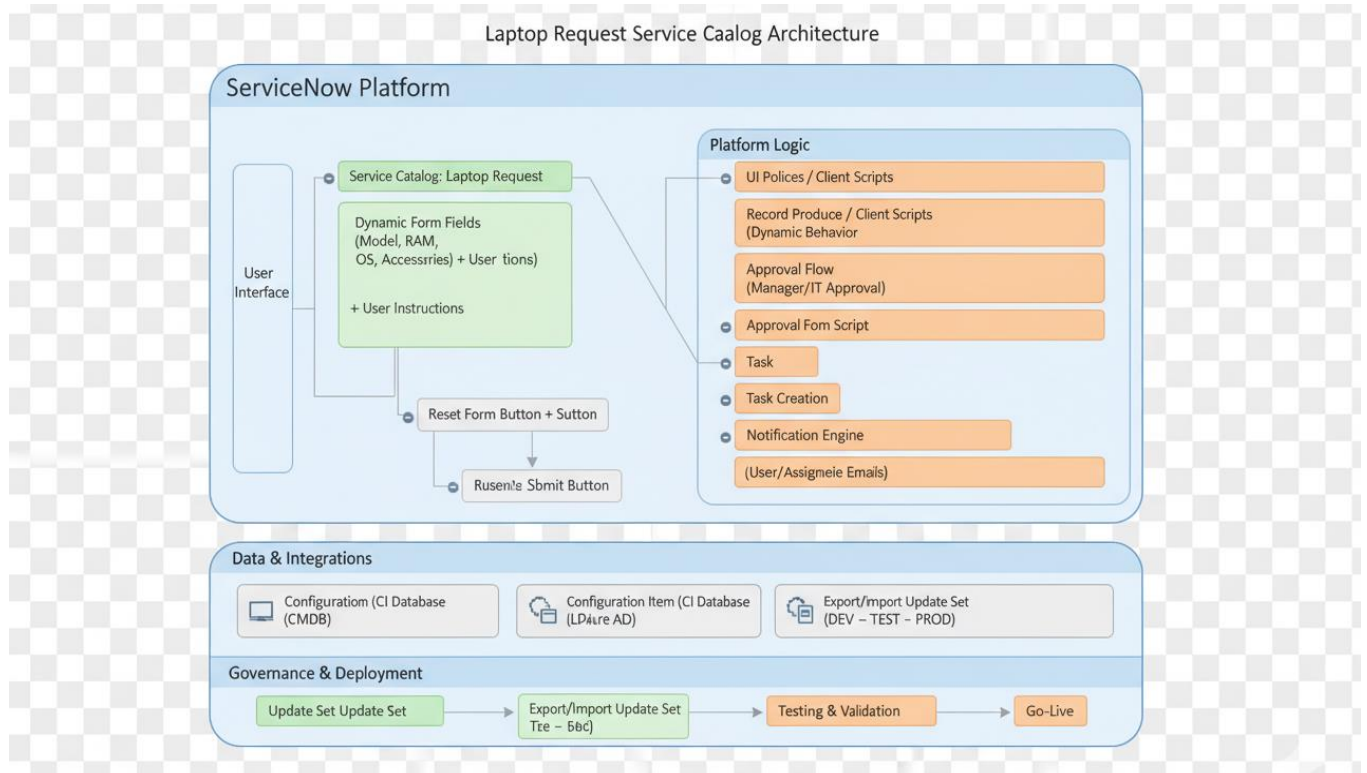 Laptop Request Service Caalog Architecture
ServiceNow Platform
User
Interface
Service Catalog: Laptop Request
Dynamic Form Fields
(Model, RAM,
OS, Accessrries) + User tions)
+ User Instructions
Reset Form Button + Sutton
Sbmit Button
Platform Logic
UI Polices / Client Scripts
Record Produce / Client Scripts
(Dynamic Behavior
Approval Flow
(Manager/IT Approval)
Approval Fom Script
Task
Task Creation
Notification Engine
(User/Assigmeie Emails)
Data & Integrations
Configuratiom (CI Database
(CMDB)
Configuration Item (CI Database
AD)
Export/import Update Set
(DEV – TEST – PROD)
Governance & Deployment
Update Set Update Set
Export/Import Update Set
Testing & Validation
Go-Live